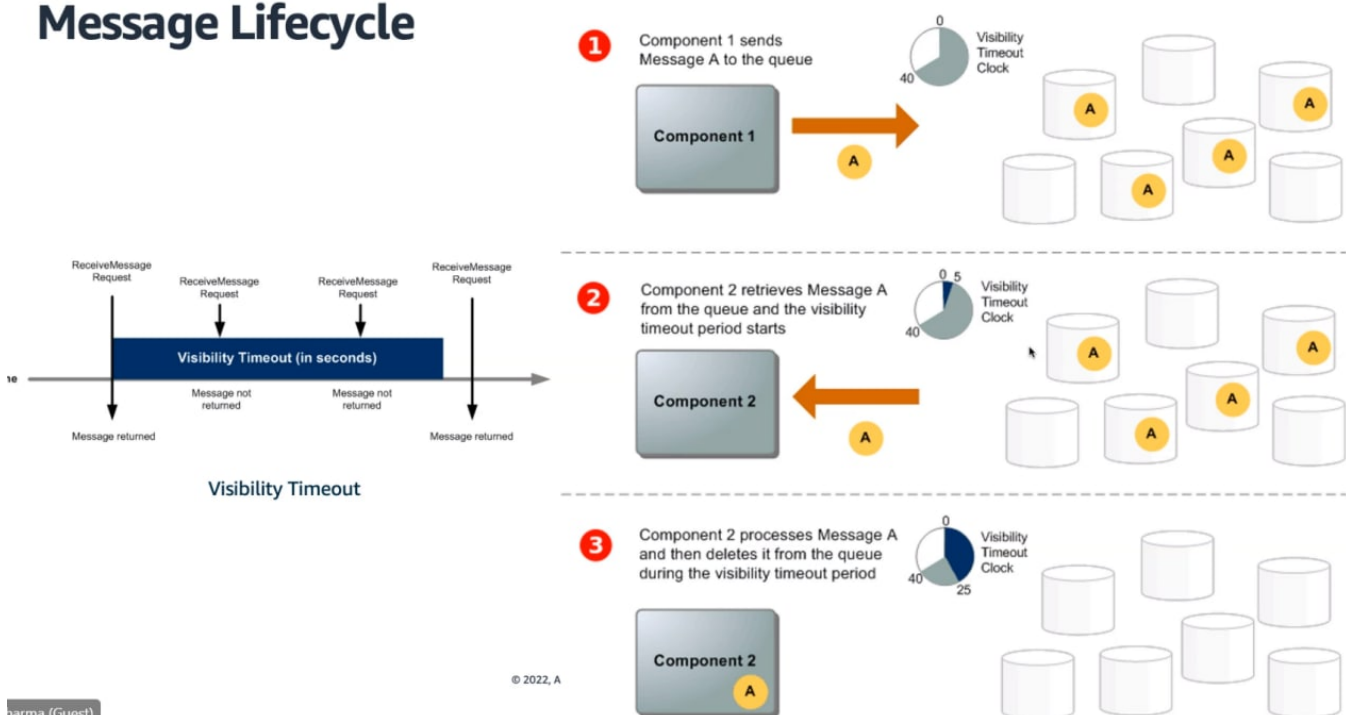 Message Lifecycle
ReceiveMessage
Request
ReceiveMessage
Request
ReceiveMessage
Request
ReceiveMessage
Request
Visibility Timeout (in seconds)
Message not
returned
Message not
returned
Message returned
Message returned
Visibility Timeout
© 2022, A
1
Component 1 sends
Message A to the queue
0
40
Visibility
Timeout
Clock
Component 1
A
A
A
A
A
2
Component 2 retrieves Message A
from the queue and the visibility
timeout period starts
0 5
40
Visibility
Timeout
Clock
Component 2
A
A
A
A
A
3
Component 2 processes Message A
and then deletes it from the queue
during the visibility timeout period
0
40
25
Visibility
Timeout
Clock
Component 2
A